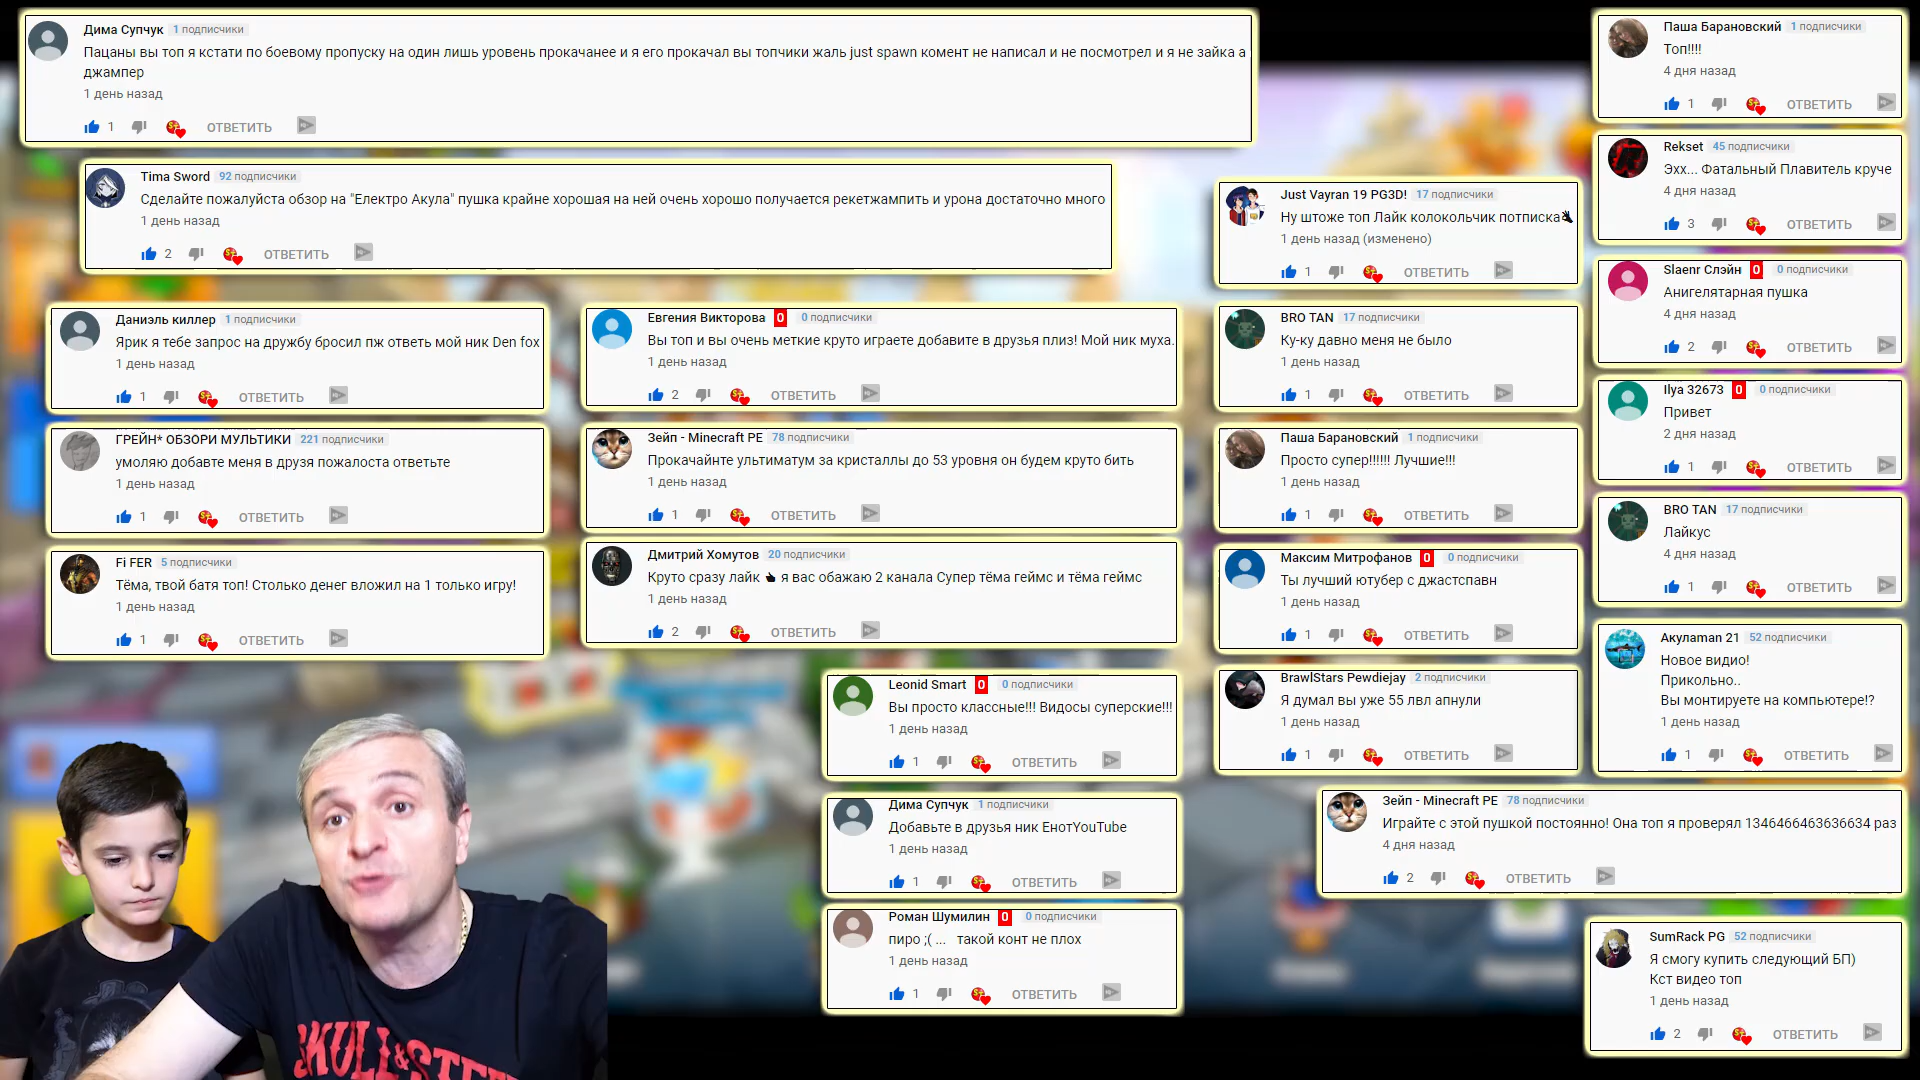 Дима Супчук 1 подписчики
Пацаны вы топ я кстати по боевому пропуску на один лишь уровень прокачанее и я его прокачал вы топчики жаль just spawn комент не написал и не посмотрел и я не зайка а
джампер
1 день назад
1 ОТВЕТИТЬ
Tima Sword 92 подписчики
Сделайте пожалуйста обзор на "Електро Акула" пушка крайне хорошая на ней очень хорошо получается рекетжампить и урона достаточно много
1 день назад
2 ОТВЕТИТЬ
Даниэль киллер 1 подписчики
Ярик я тебе запрос на дружбу бросил пж ответь мой ник Den fox
1 день назад
1 ОТВЕТИТЬ
ГРЕЙН* ОБЗОРИ МУЛЬТИКИ 221 подписчики
умоляю добавте меня в друзя пожалоста ответьте
1 день назад
1 ОТВЕТИТЬ
Fi FER 5 подписчики
Тёма, твой батя топ! Столько денег вложил на 1 только игру!
1 день назад
1 ОТВЕТИТЬ
Евгения Викторова 0 0 подписчики
Вы топ и вы очень меткие круто играете добавите в друзья плиз! Мой ник муха.
1 день назад
2 ОТВЕТИТЬ
Зейп - Minecraft PE 78 подписчики
Прокачайнте ультиматум за кристаллы до 53 уровня он будем круто бить
1 день назад
1 ОТВЕТИТЬ
Дмитрий Хомутов 20 подписчики
Круто сразу лайк 👍 я вас обажаю 2 канала Супер тёма геймс и тёма геймс
1 день назад
2 ОТВЕТИТЬ
Leonid Smart 0 0 подписчики
Вы просто классные!!! Видосы суперские!!!
1 день назад
1 ОТВЕТИТЬ
Дима Супчук 1 подписчики
Добавьте в друзья ник ЕнотYouTube
1 день назад
1 ОТВЕТИТЬ
Роман Шумилин 0 0 подписчики
пиро ;( ... такой конт не плох
1 день назад
1 ОТВЕТИТЬ
Just Vayran 19 PG3D! 17 подписчики
Ну штоже топ Лайк колокольчик потписка
1 день назад (изменено)
1 ОТВЕТИТЬ
BRO TAN 17 подписчики
Ку-ку давно меня не было
1 день назад
1 ОТВЕТИТЬ
Паша Барановский 1 подписчики
Просто супер!!!!!! Лучшие!!!
1 день назад
1 ОТВЕТИТЬ
Максим Митрофанов 0 0 подписчики
Ты лучший ютубер с джастспавн
1 день назад
1 ОТВЕТИТЬ
BrawlStars Pewdiejay 2 подписчики
Я думал вы уже 55 лвл апнули
1 день назад
1 ОТВЕТИТЬ
Паша Барановский 1 подписчики
Топ!!!!
4 дня назад
1 ОТВЕТИТЬ
Rekset 45 подписчики
Эхх... Фатальный Плавитель круче
4 дня назад
3 ОТВЕТИТЬ
Slaenr Слэйн 0 0 подписчики
Анигелятарная пушка
4 дня назад
2 ОТВЕТИТЬ
Ilya 32673 0 0 подписчики
Привет
2 дня назад
1 ОТВЕТИТЬ
BRO TAN 17 подписчики
Лайкус
4 дня назад
1 ОТВЕТИТЬ
Акулаman 21 52 подписчики
Новое видио!
Прикольно..
Вы монтируете на компьютере!?
1 день назад
1 ОТВЕТИТЬ
Зейп - Minecraft PE 78 подписчики
Играйте с этой пушкой постоянно! Она топ я проверял 1346466463636634 раз
4 дня назад
2 ОТВЕТИТЬ
SumRack PG 52 подписчики
Я смогу купить следующий БП)
Кст видео топ
1 день назад
2 ОТВЕТИТЬ